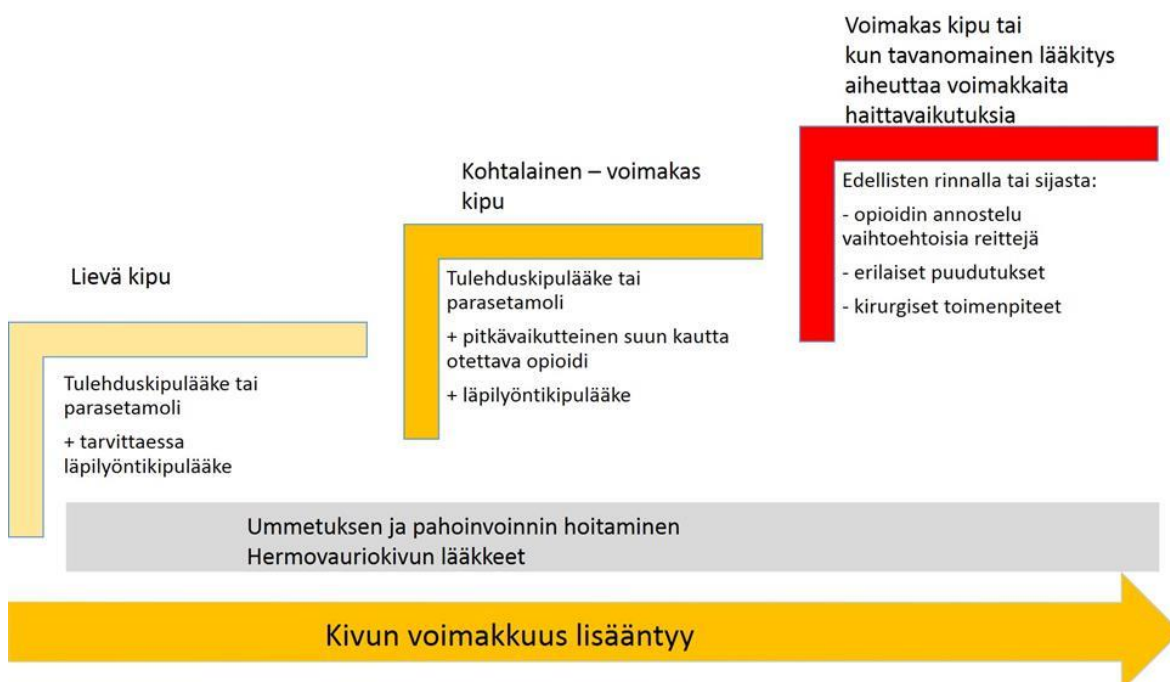 Lievä kipu
Tulehduskipulääke tai
parasetamoli
+ tarvittaessa
läpilyöntikipulääke
Kohtalainen – voimakas
kipu
Tulehduskipulääke tai
parasetamoli
+ pitkävaikutteinen suun kautta
otettava opioidi
+ läpilyöntikipulääke
Voimakas kipu tai
kun tavanomainen lääkitys
aiheuttaa voimakkaita
haittavaikutuksia
Edellisten rinnalla tai sijasta:
- opioidin annostelu
vaihtoehtoisia reittejä
- erilaiset puudutukset
- kirurgiset toimenpiteet
Ummetuksen ja pahoinvoinnin hoitaminen
Hermovauriokivun lääkkeet
Kivun voimakkuus lisääntyy